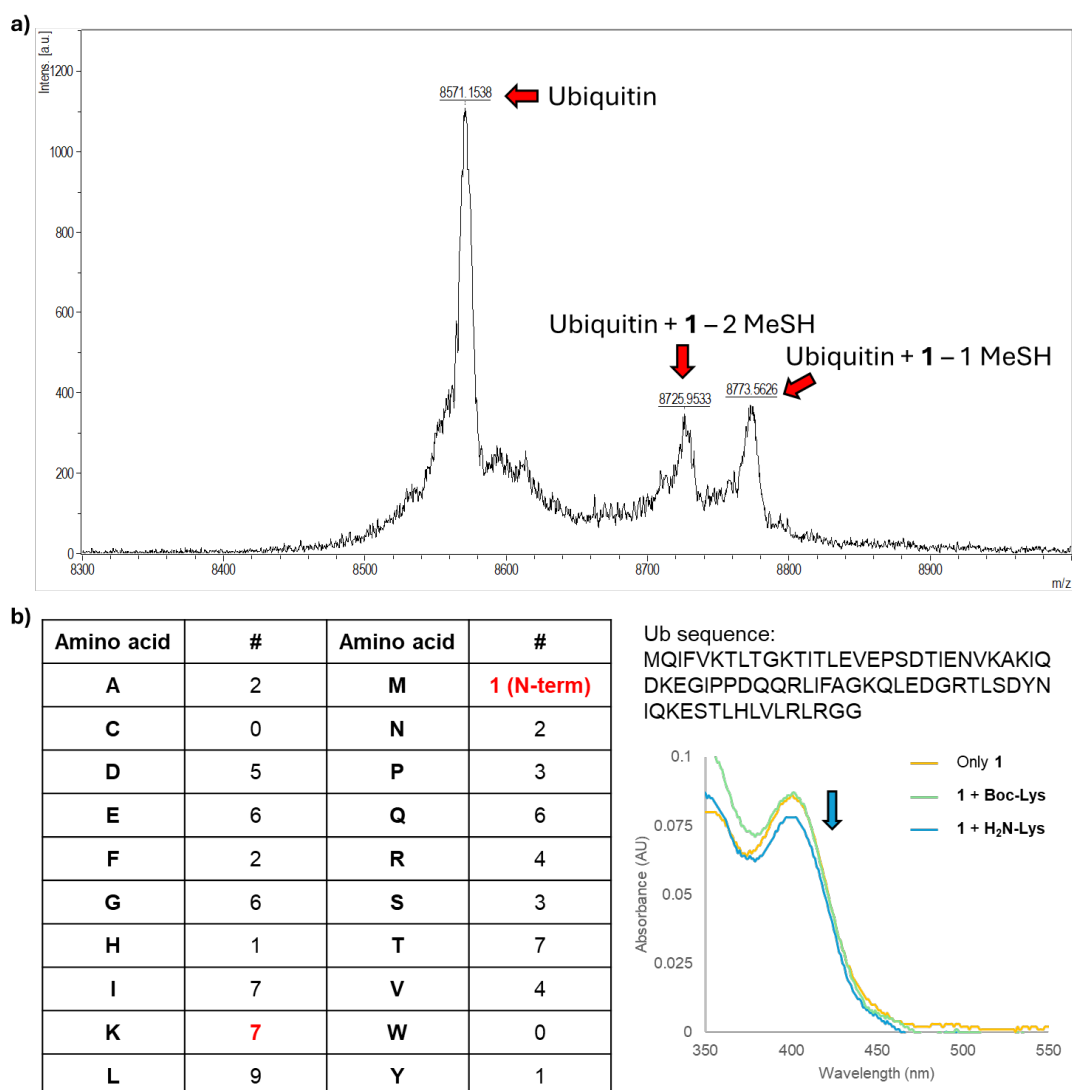 a)
Intens. [a.u.]
8571.1538
Ubiquitin
Ubiquitin + 1 – 2 MeSH
Ubiquitin + 1 – 1 MeSH
8725.9533
8773.5626
1200
1000
800
600
400
200
0
8300 8400 8500 8600 8700 8800 8900
m/z
b)
Amino acid # Amino acid #
A 2 M 1 (N-term)
C 0 N 2
D 5 P 3
E 6 Q 6
F 2 R 4
G 6 S 3
H 1 T 7
I 7 V 4
K 7 W 0
L 9 Y 1
Ub sequence:
MQIFVKTLTGKTITLEVEPSDTIENVKAKIQ
DKEGIPPDQQRLIFAGKQLEDGRTLSDYN
IQKESTLHLVLRLRGG
Only 1
1 + Boc-Lys
1 + H₂N-Lys
Absorbance (AU)
0.1
0.075
0.05
0.025
0
350 400 450 500 550
Wavelength (nm)